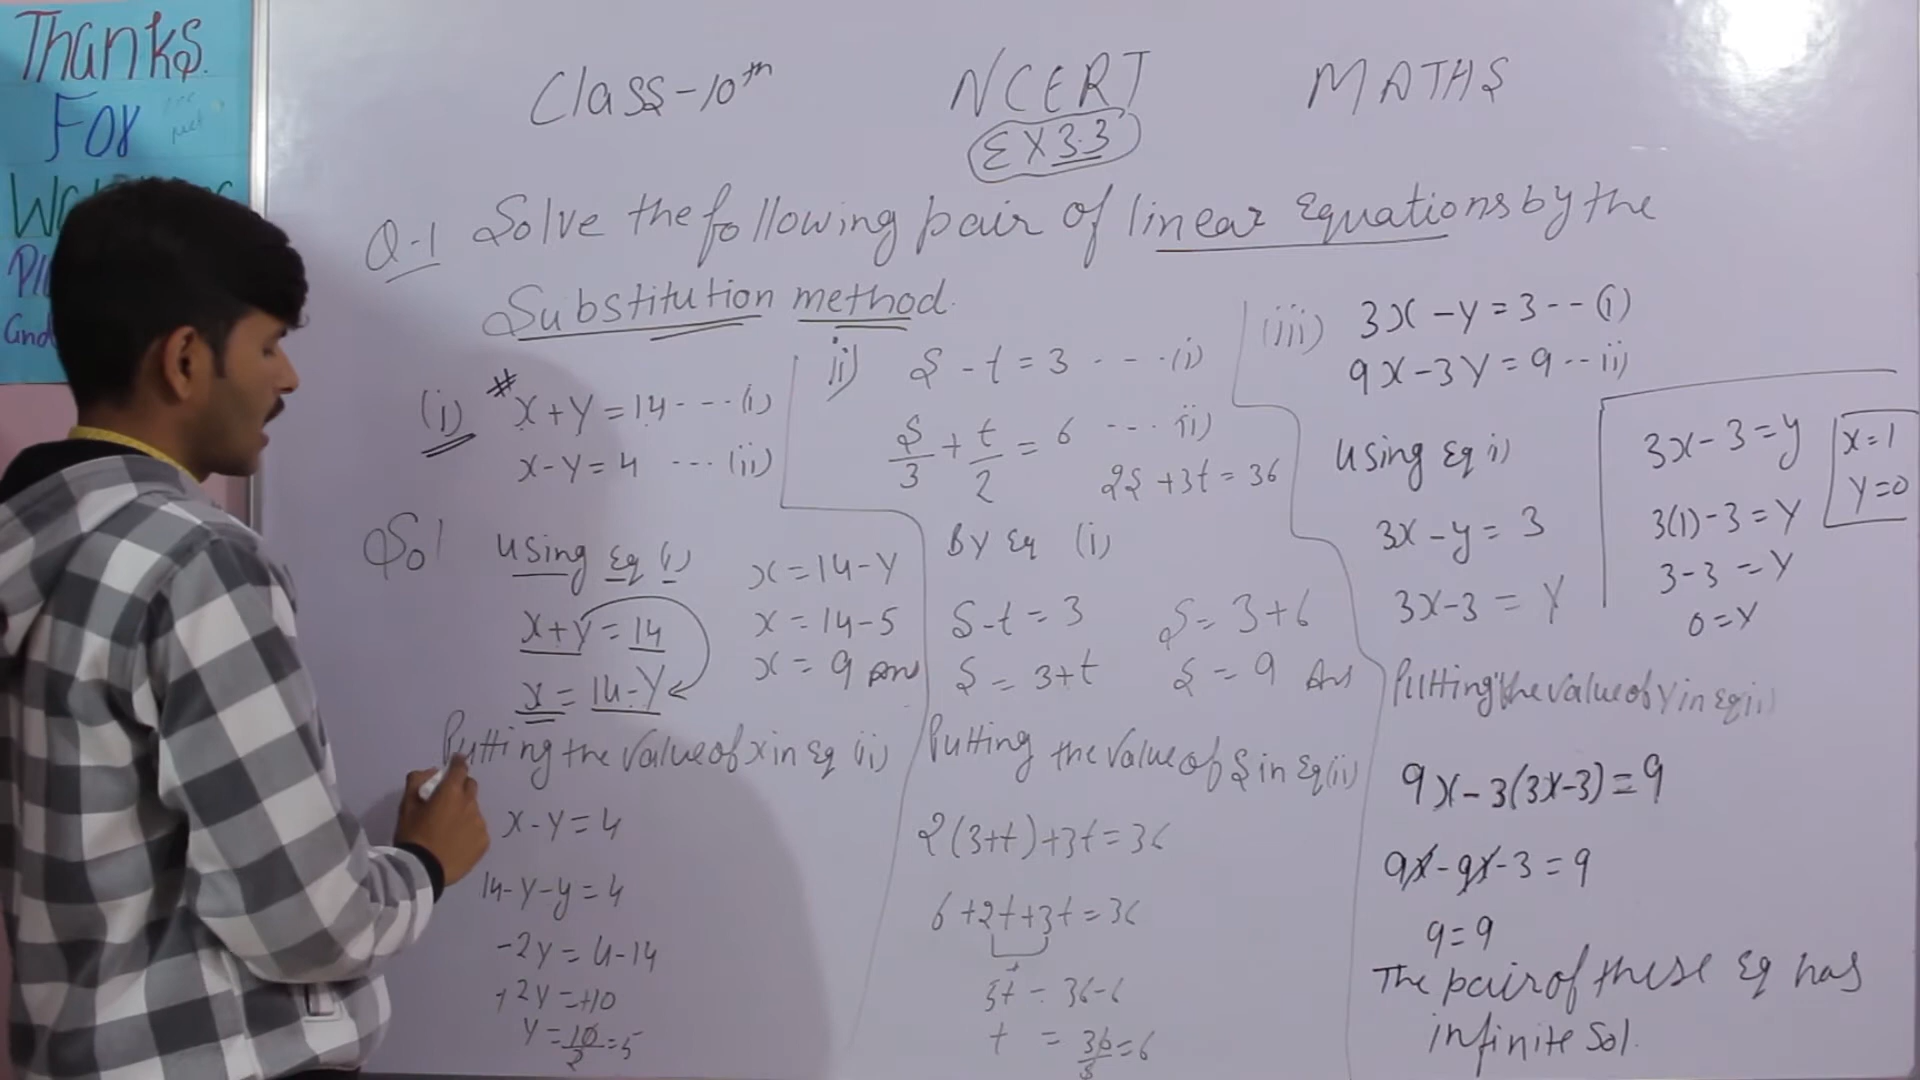 Thanks
For
Pl
and
Class-10th NCERT MATHS
EX 3.3
Q-1 Solve the following pair of linear Equations by the
Substitution method.
(i) # x+y=14----(i)
x-y=4 ---(ii)
Sol Using Eq (i)
x+y=14
x=14-y
x=14-y
x=14-5
x=9 Ans
Putting the value of x in Eq (ii)
x-y=4
14-y-y=4
-2y=4-14
+2y=+10
y=10/2=5
ii) S-t=3 ----(i)
S/3+t/2=6 ----ii)
2S+3t=36
By Eq (i)
S-t=3
S=3+t
S=3+6
S=9 Ans
Putting the value of S in Eq(ii)
2(3+t)+3t=36
6+2t+3t=36
5t=36-6
t=36/5=6
(iii) 3x-y=3--(i)
9x-3y=9--ii)
Using Eq i)
3x-y=3
3x-3=y
3x-3=y
3(1)-3=y
3-3=y
0=y
x=1
y=0
Putting the value of y in Eq ii)
9x-3(3x-3)=9
9x-9x-3=9
9=9
The pair of these Eq has
infinite Sol.